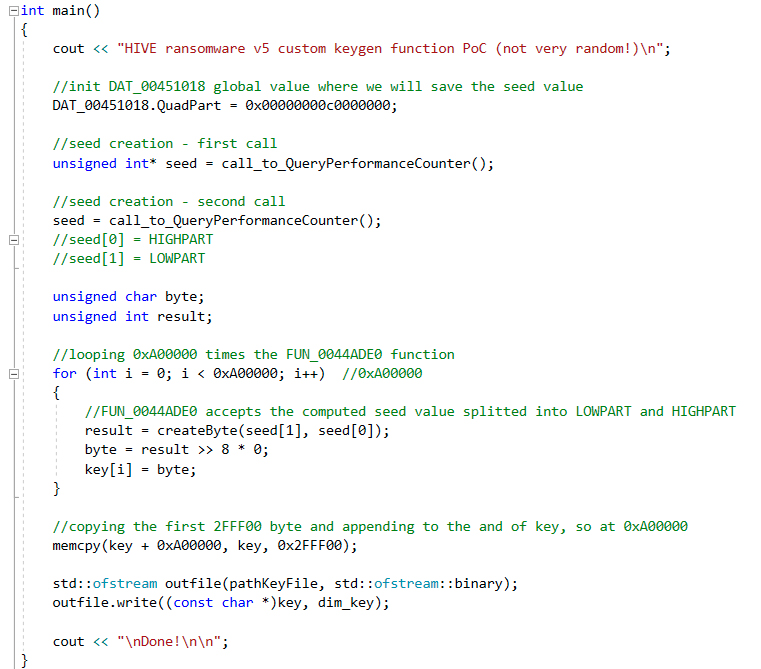 int main()
{
cout << "HIVE ransomware v5 custom keygen function PoC (not very random!)\n";
//init DAT_00451018 global value where we will save the seed value
DAT_00451018.QuadPart = 0x00000000c0000000;
//seed creation - first call
unsigned int* seed = call_to_QueryPerformanceCounter();
//seed creation - second call
seed = call_to_QueryPerformanceCounter();
//seed[0] = HIGHPART
//seed[1] = LOWPART
unsigned char byte;
unsigned int result;
//looping 0xA00000 times the FUN_0044ADE0 function
for (int i = 0; i < 0xA00000; i++)  //0xA00000
{
//FUN_0044ADE0 accepts the computed seed value splitted into LOWPART and HIGHPART
result = createByte(seed[1], seed[0]);
byte = result >> 8 * 0;
key[i] = byte;
}
//copying the first 2FFF00 byte and appending to the and of key, so at 0xA00000
memcpy(key + 0xA00000, key, 0x2FFF00);
std::ofstream outfile(pathKeyFile, std::ofstream::binary);
outfile.write((const char *)key, dim_key);
cout << "\nDone!\n\n";
}